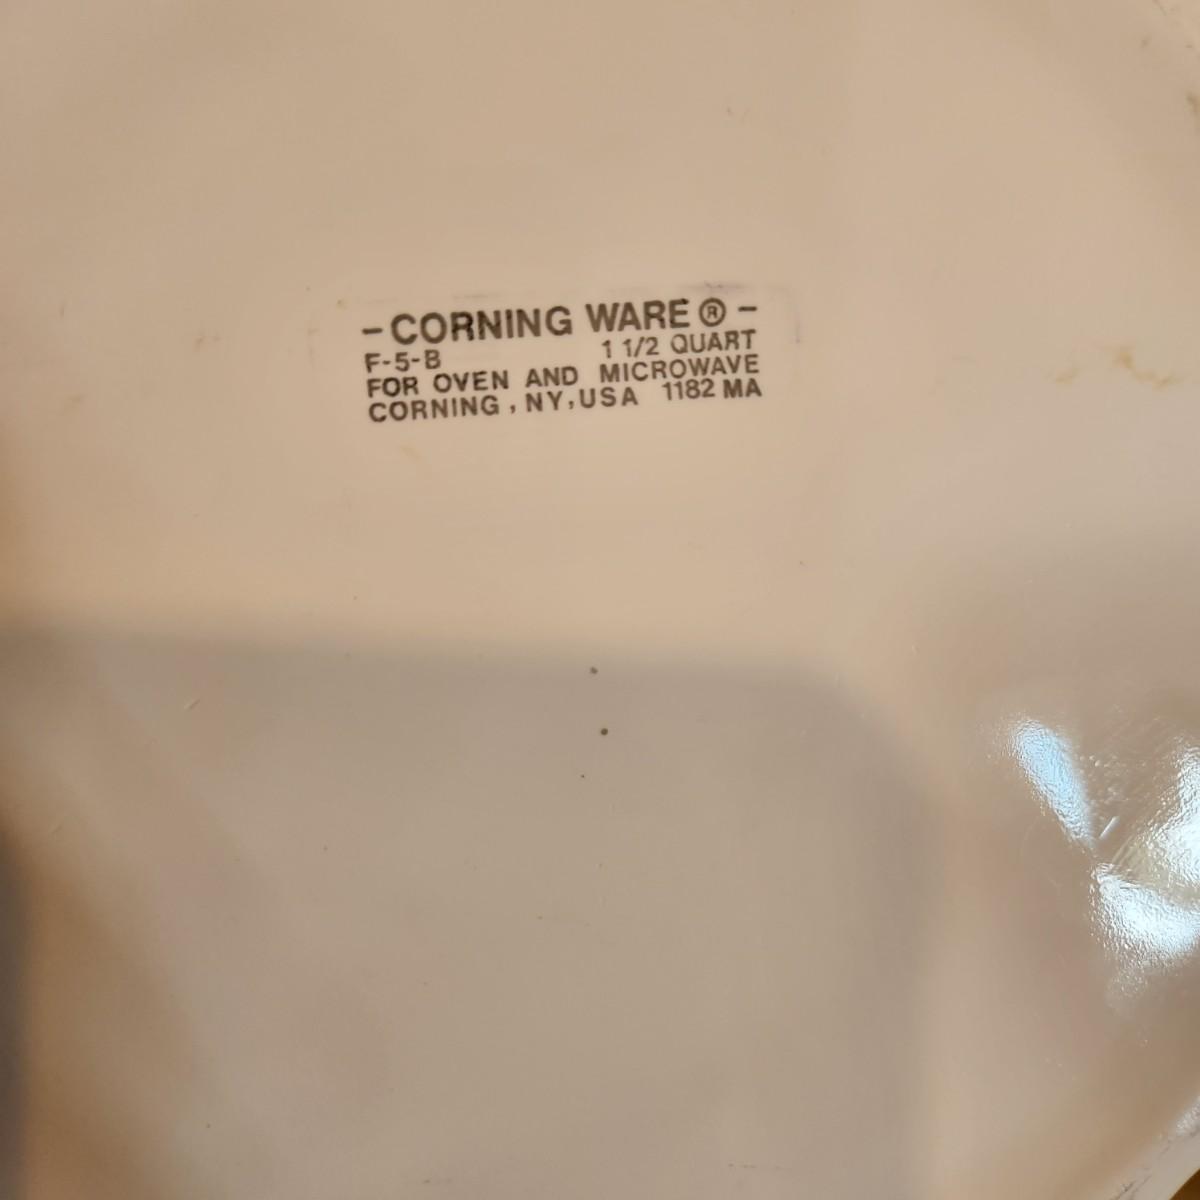 -CORNING WARE® -
F-5-B 1 1/2 QUART
FOR OVEN AND MICROWAVE
CORNING , NY, USA 1182 MA